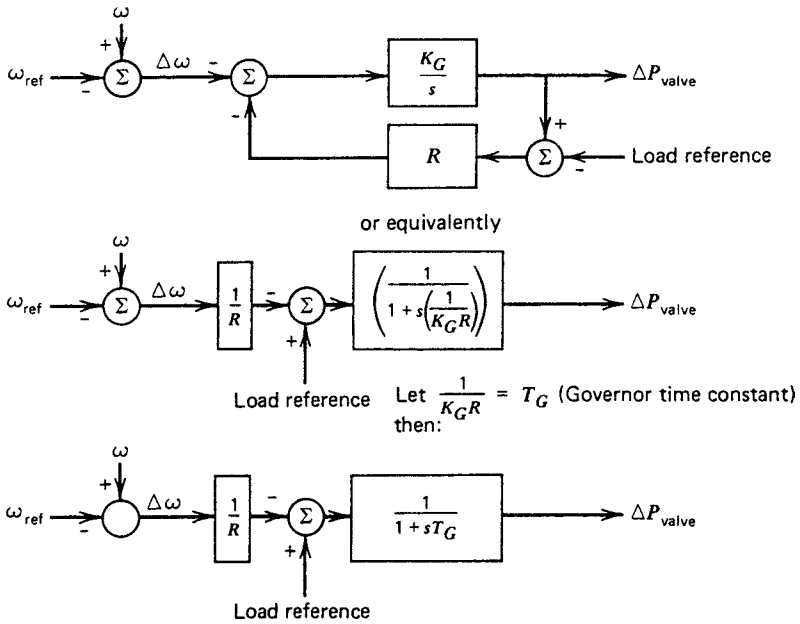 ω
+
ω_ref
-
Σ
Δω
-
Σ
-
K_G / s
ΔP_valve
+
R
Σ
-
Load reference
or equivalently
ω
+
ω_ref
-
Σ
Δω
1 / R
-
Σ
+
Load reference
( 1 / (1 + s( 1 / (K_G R) )) )
ΔP_valve
Let 1 / (K_G R) = T_G (Governor time constant)
then:
ω
+
ω_ref
-
Δω
1 / R
-
Σ
+
Load reference
1 / (1 + sT_G)
ΔP_valve